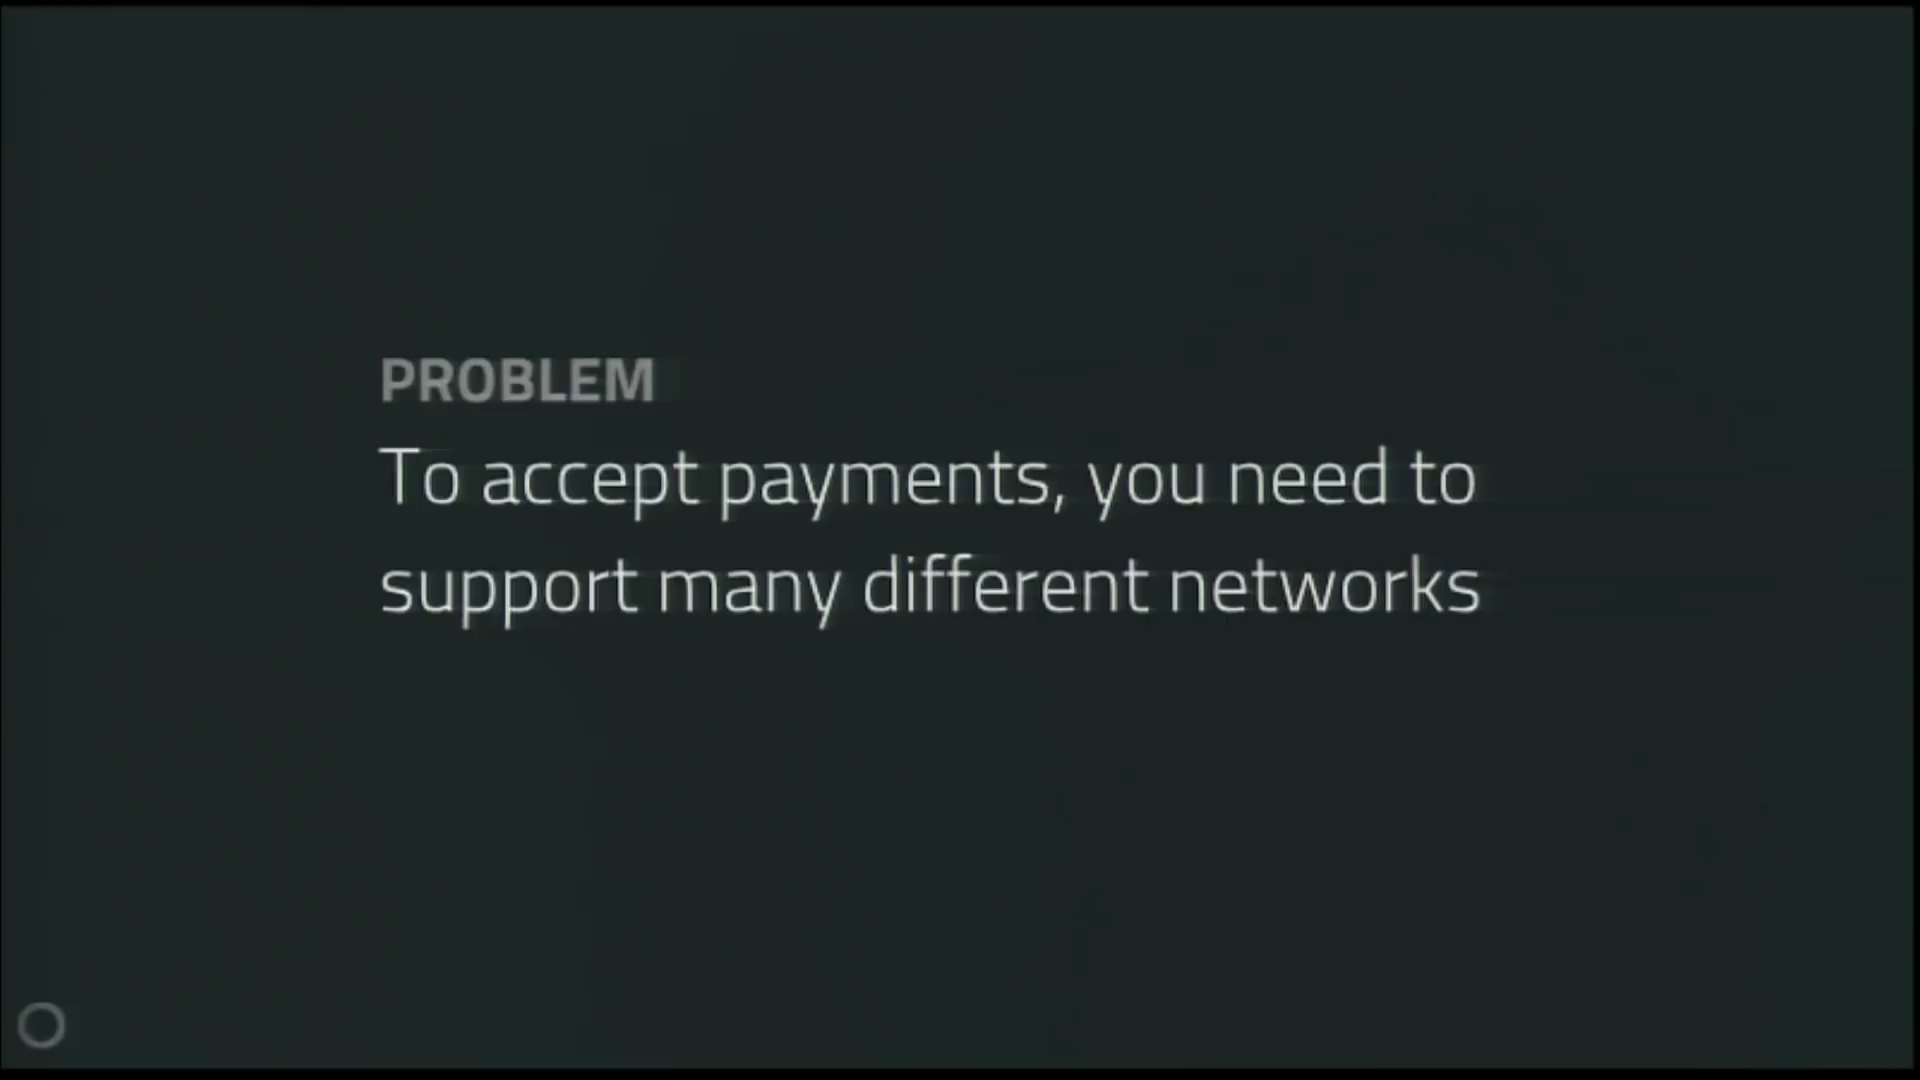 PROBLEM
To accept payments, you need to
support many different networks